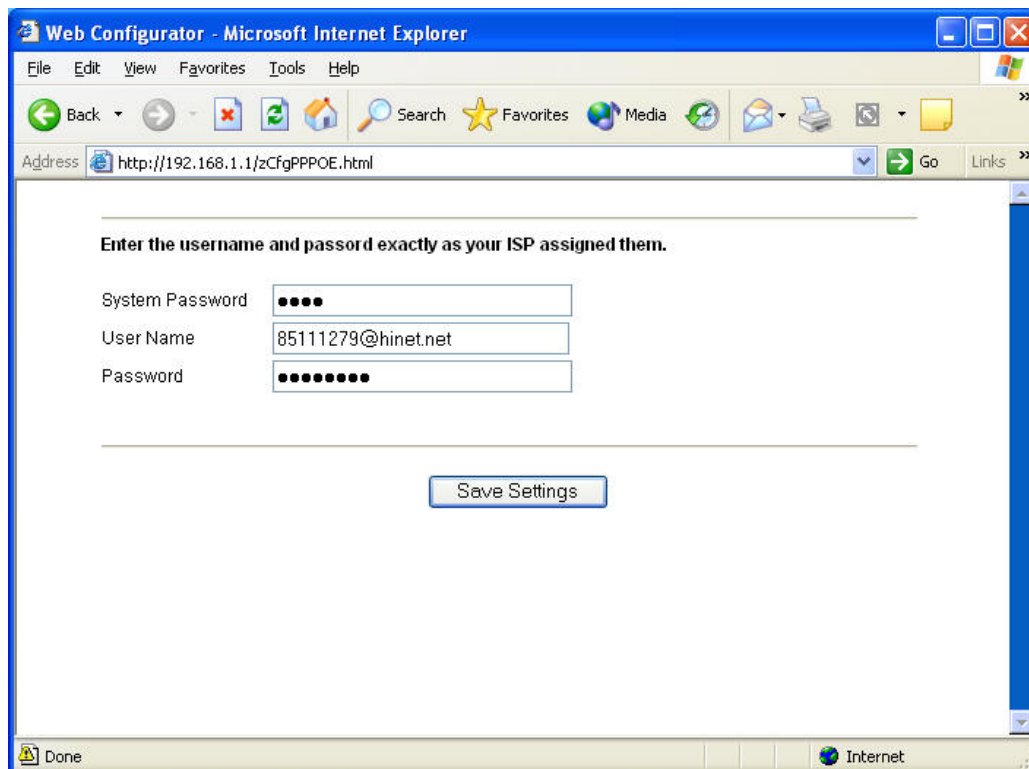 Web Configurator - Microsoft Internet Explorer
File Edit View Favorites Tools Help
Back Search Favorites Media »
Address http://192.168.1.1/zCfgPPPOE.html Go Links »
Enter the username and passord exactly as your ISP assigned them.
System Password ••••
User Name 85111279@hinet.net
Password ••••••••
Save Settings
Done Internet